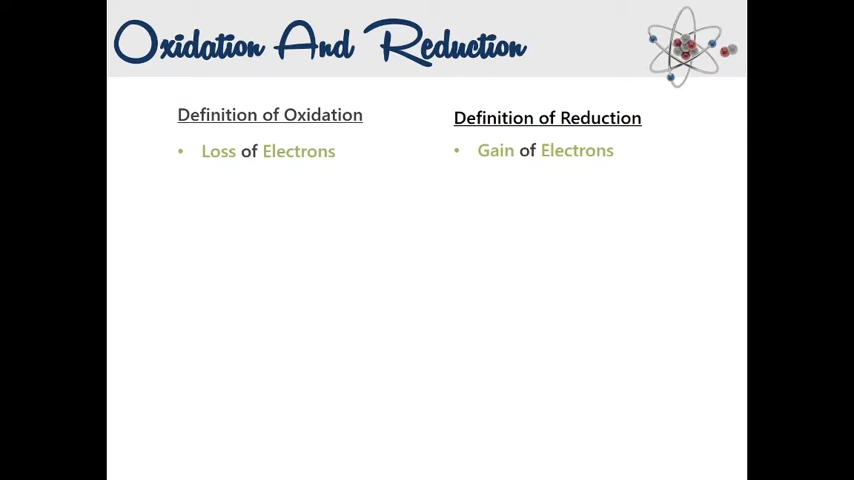 Oxidation And Reduction
Definition of Oxidation
• Loss of Electrons
Definition of Reduction
• Gain of Electrons